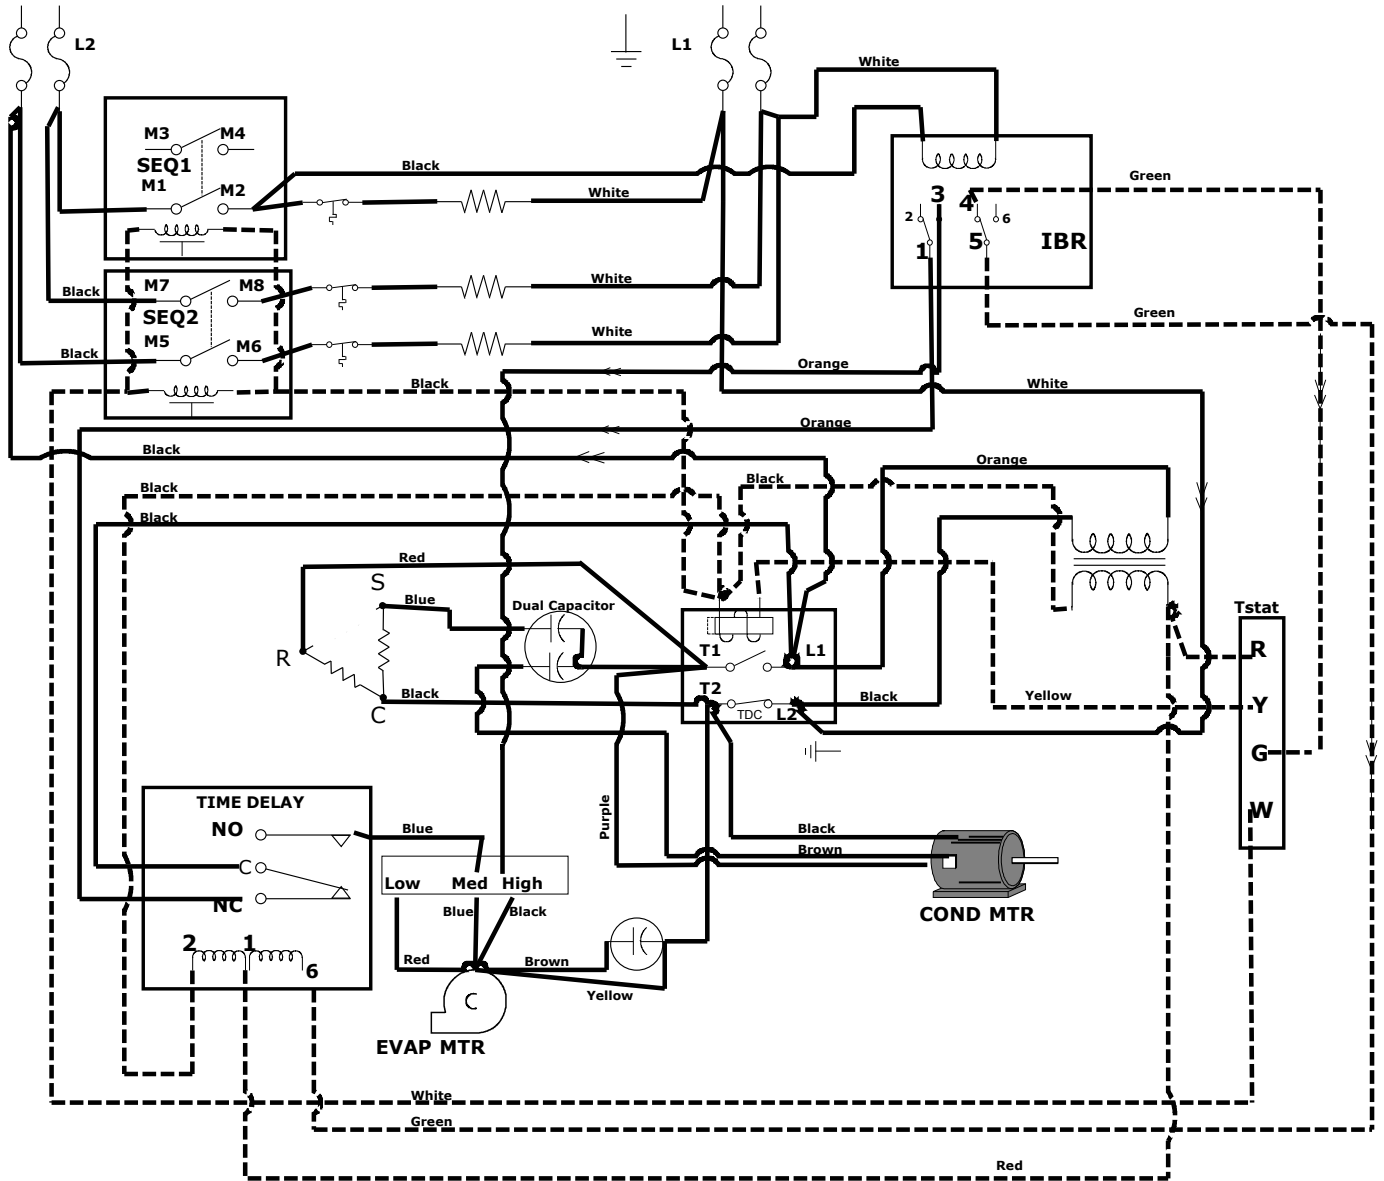 L2
L1
White
M3
M4
SEQ1
M1
M2
Black
White
Green
3
4
2
6
1
5
IBR
M7
M8
Black
White
SEQ2
Green
M5
M6
Black
White
Orange
Black
White
Orange
Black
Orange
Black
Black
Black
Red
S
Blue
Dual Capacitor
Tstat
R
T1
L1
R
T2
Black
C
TDC
L2
Black
Yellow
Y
G
TIME DELAY
NO
Blue
Purple
Black
W
C
Brown
Low
Med
High
NC
Blue
Black
COND MTR
2
1
6
Red
Brown
Yellow
C
EVAP MTR
White
Green
Red